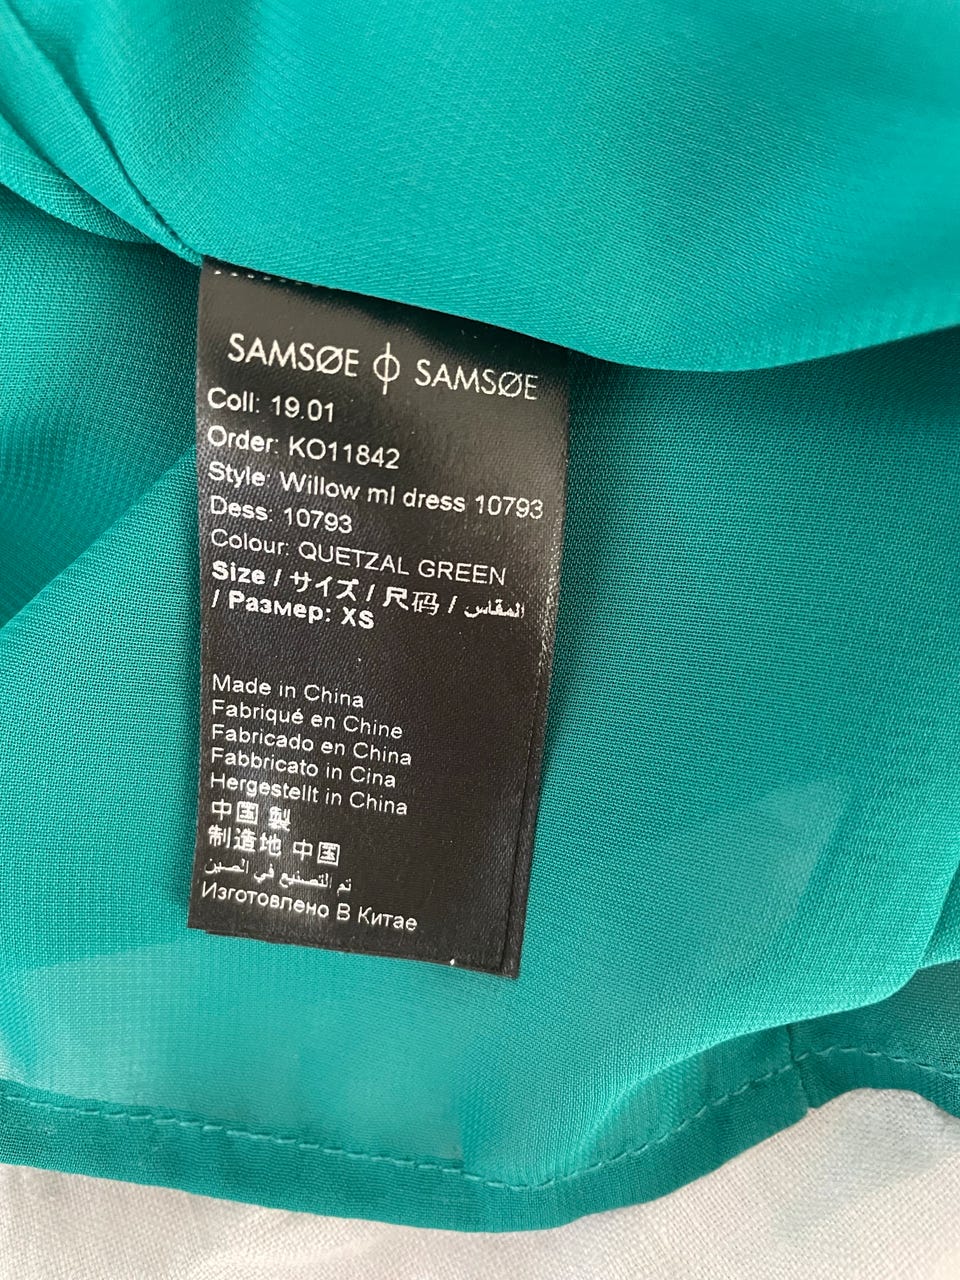 SAMSØE SAMSØE
Coll: 19.01
Order: KO11842
Style: Willow ml dress 10793
Dess: 10793
Colour: QUETZAL GREEN
Size / サイズ / 尺码 / المقاس
/ Размер: XS
Made in China
Fabriqué en Chine
Fabricado en China
Fabbricato in Cina
Hergestellt in China
中国 製
制造地 中国
تم التصنيع في الصين
Изготовлено В Китае